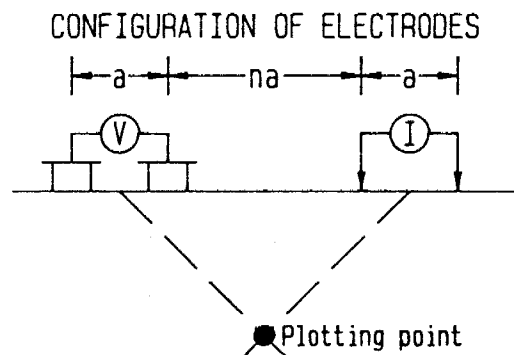 CONFIGURATION OF ELECTRODES
a na a
V I
Plotting point